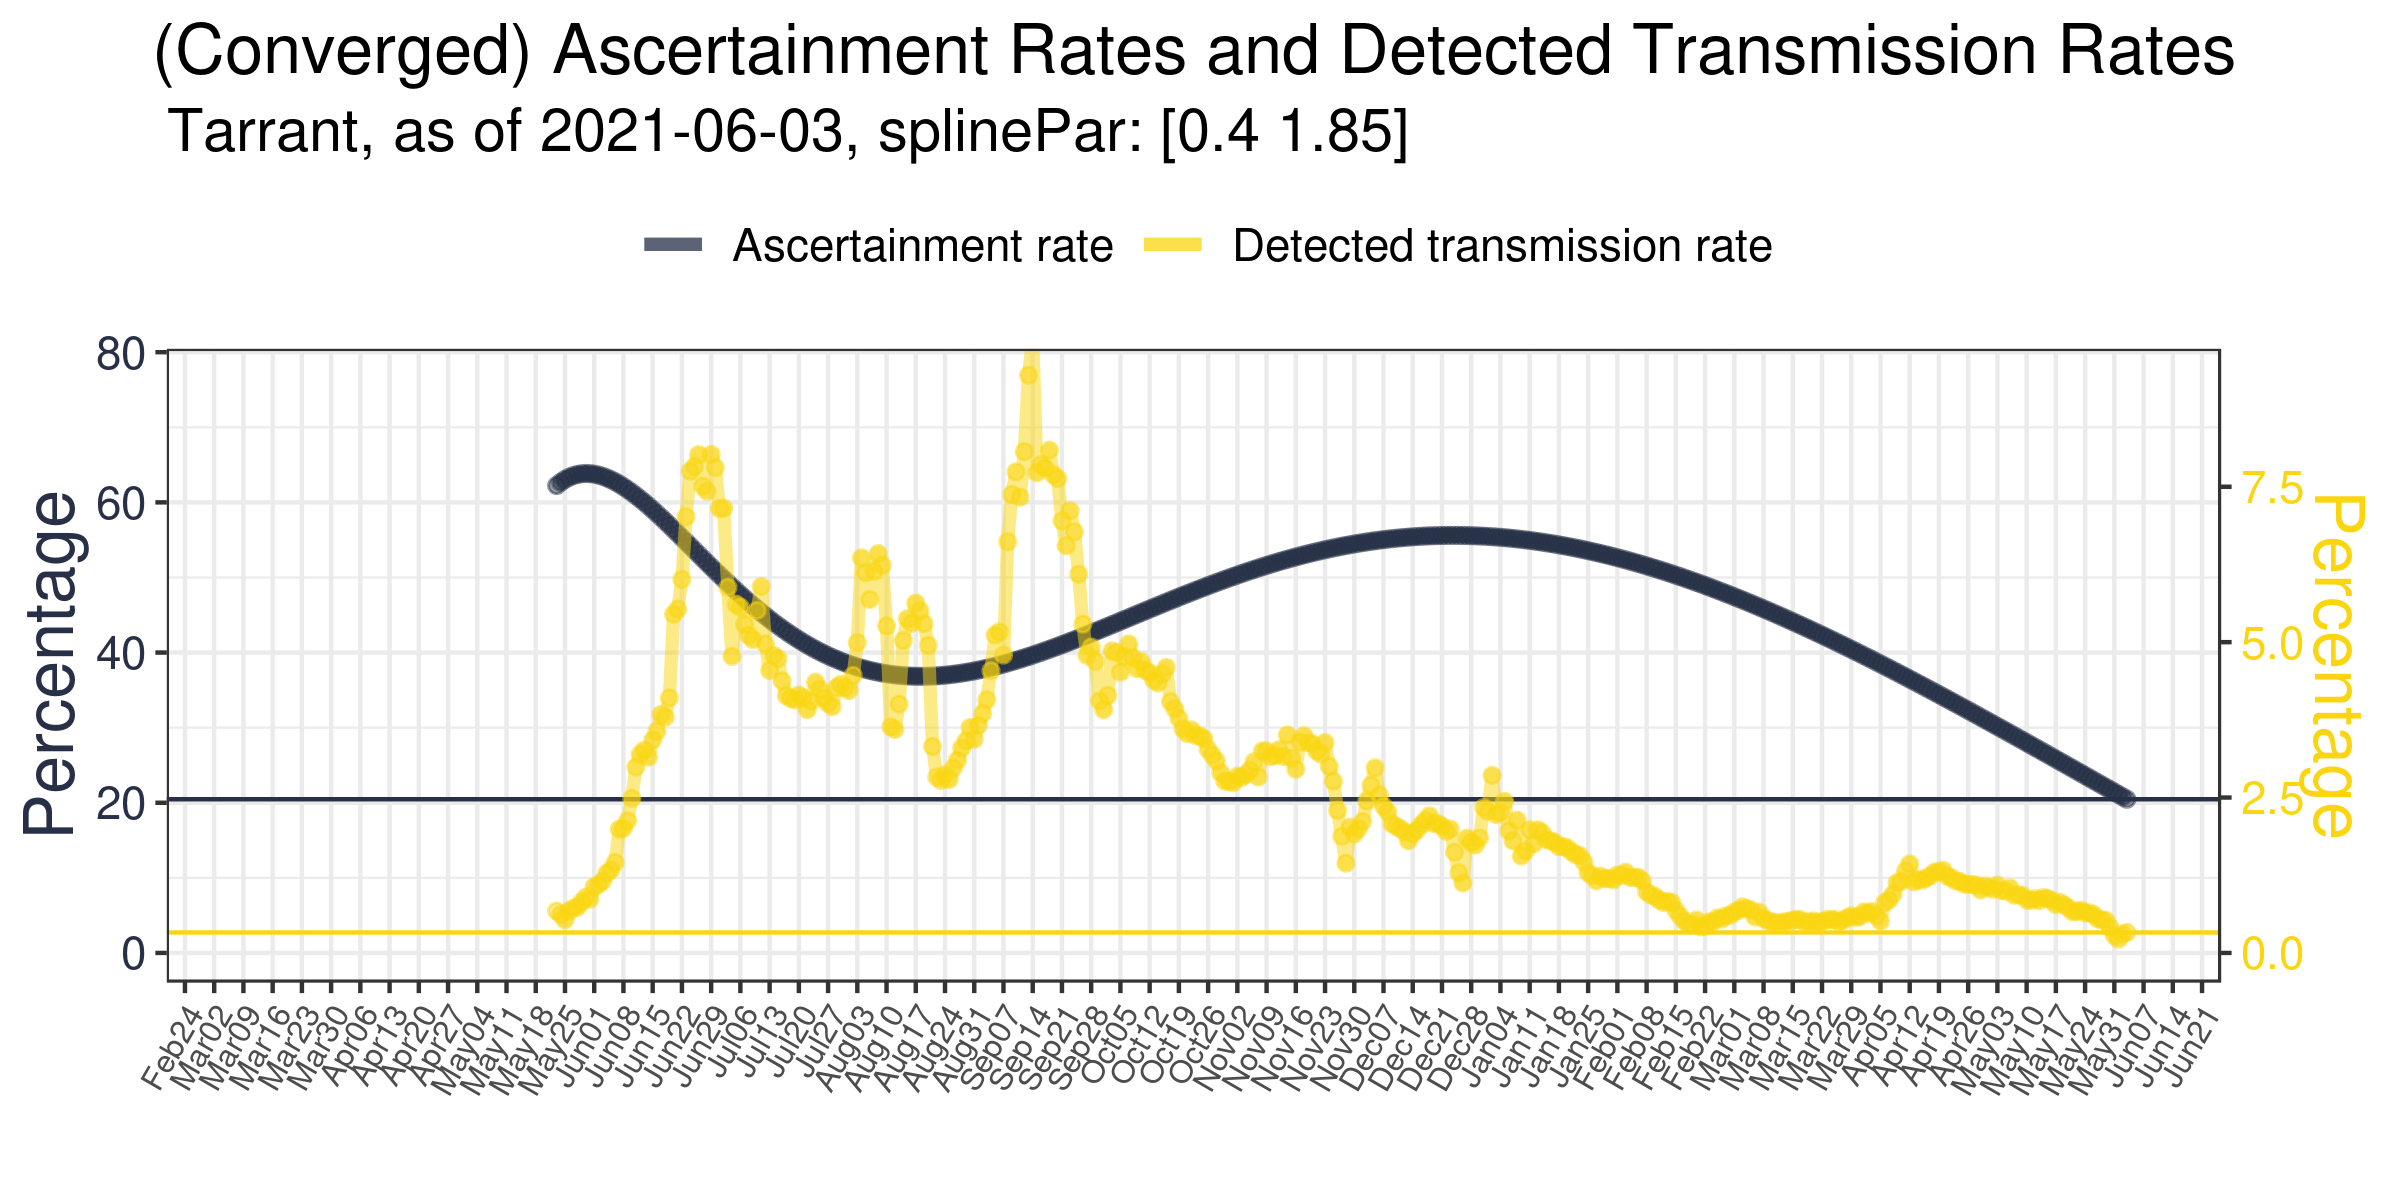 (Converged) Ascertainment Rates and Detected Transmission Rates
Tarrant, as of 2021-06-03, splinePar: [0.4 1.85]
Ascertainment rate
Detected transmission rate
80
60
40
20
0
Percentage
7.5
5.0
2.5
0.0
Percentage
Feb24
Mar02
Mar09
Mar16
Mar23
Mar30
Apr06
Apr13
Apr20
Apr27
May04
May11
May18
May25
Jun01
Jun08
Jun15
Jun22
Jun29
Jul06
Jul13
Jul20
Jul27
Aug03
Aug10
Aug17
Aug24
Aug31
Sep07
Sep14
Sep21
Sep28
Oct05
Oct12
Oct19
Oct26
Nov02
Nov09
Nov16
Nov23
Nov30
Dec07
Dec14
Dec21
Dec28
Jan04
Jan11
Jan18
Jan25
Feb01
Feb08
Feb15
Feb22
Mar01
Mar08
Mar15
Mar22
Mar29
Apr05
Apr12
Apr19
Apr26
May03
May10
May17
May24
May31
Jun07
Jun14
Jun21